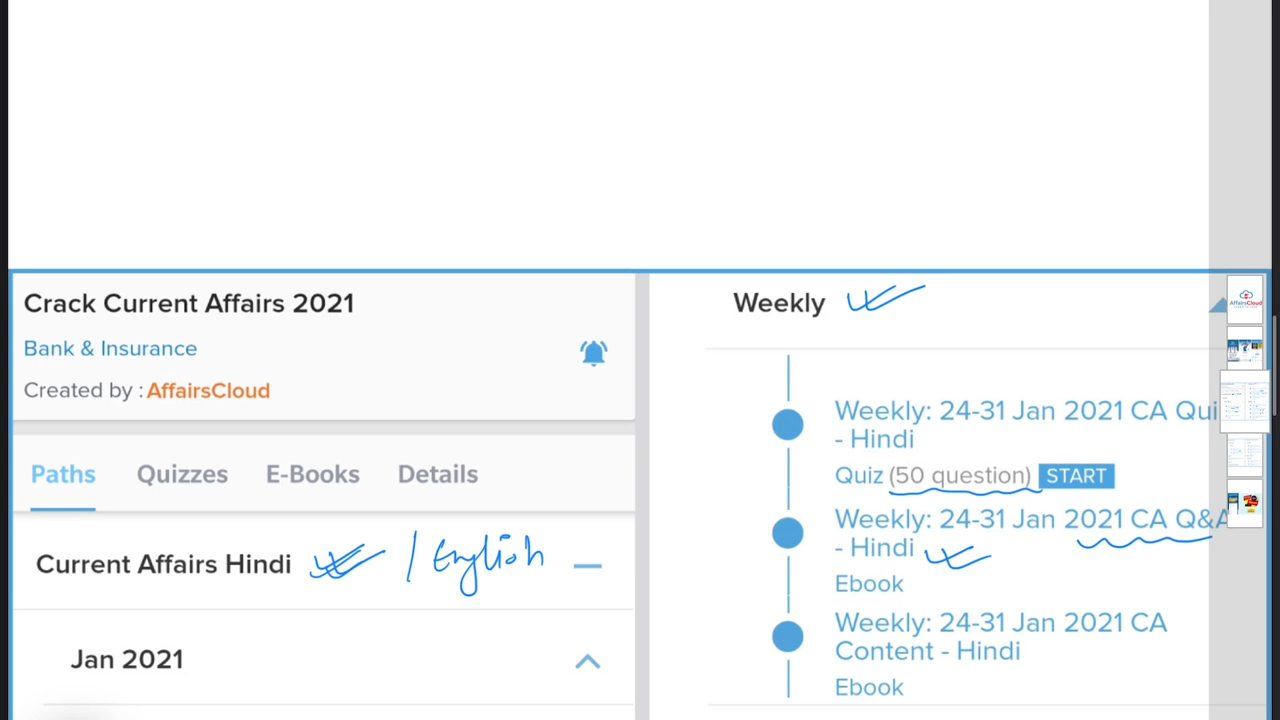 Crack Current Affairs 2021
Bank & Insurance
Created by : AffairsCloud
Paths Quizzes E-Books Details
Current Affairs Hindi / English
Jan 2021
Weekly
Weekly: 24-31 Jan 2021 CA Qui
- Hindi
Quiz (50 question) START
Weekly: 24-31 Jan 2021 CA Q&A
- Hindi
Ebook
Weekly: 24-31 Jan 2021 CA
Content - Hindi
Ebook
AffairsCloud